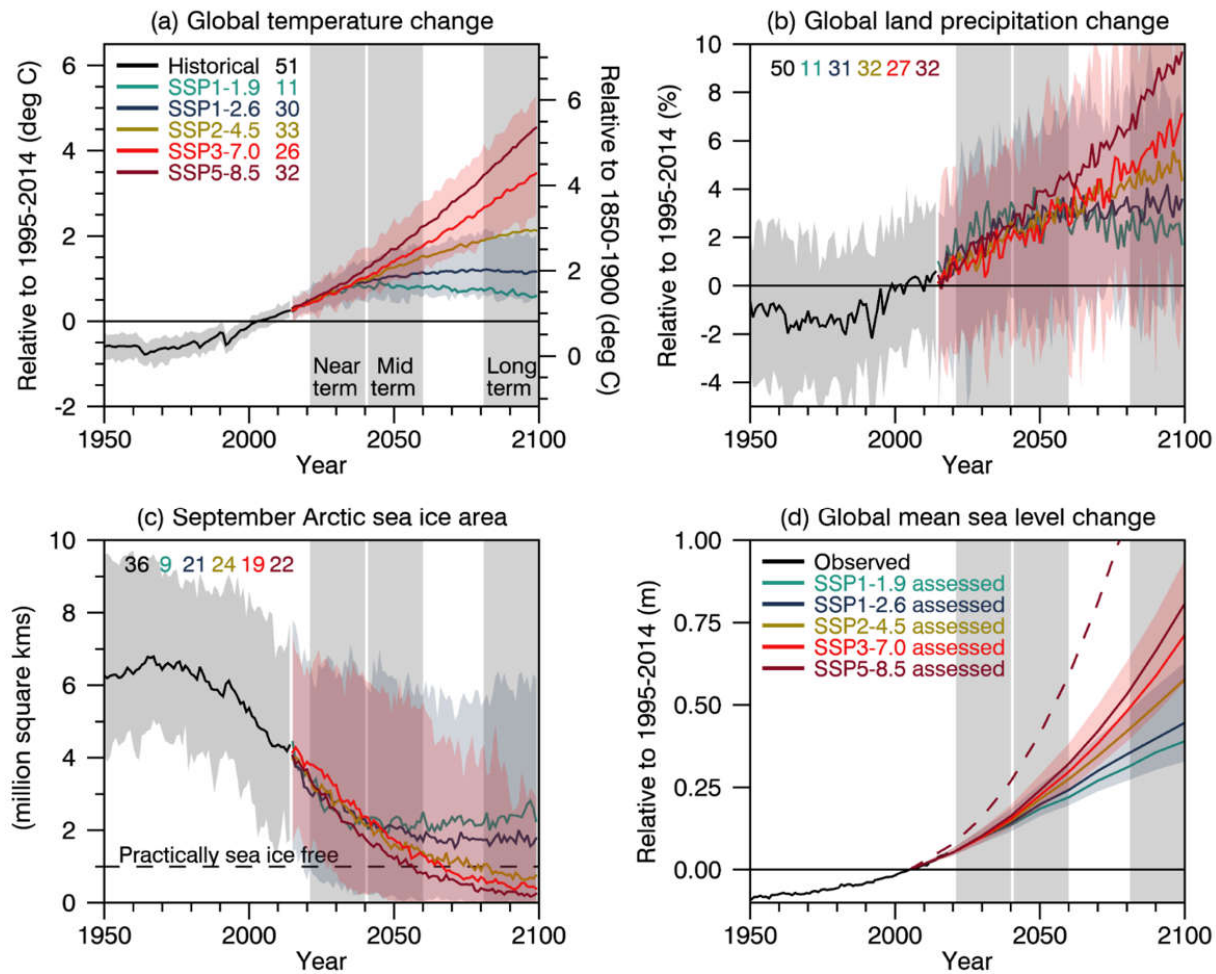 (a) Global temperature change
Relative to 1995-2014 (deg C)
6
4
2
0
-2
Historical 51
SSP1-1.9 11
SSP1-2.6 30
SSP2-4.5 33
SSP3-7.0 26
SSP5-8.5 32
Near term
Mid term
Long term
6
4
2
0
Relative to 1850-1900 (deg C)
1950 2000 2050 2100
Year
(b) Global land precipitation change
Relative to 1995-2014 (%)
10
8
6
4
2
0
-2
-4
50 11 31 32 27 32
1950 2000 2050 2100
Year
(c) September Arctic sea ice area
(million square kms)
10
8
6
4
2
0
36 9 21 24 19 22
Practically sea ice free
1950 2000 2050 2100
Year
(d) Global mean sea level change
Relative to 1995-2014 (m)
1.00
0.75
0.50
0.25
0.00
Observed
SSP1-1.9 assessed
SSP1-2.6 assessed
SSP2-4.5 assessed
SSP3-7.0 assessed
SSP5-8.5 assessed
1950 2000 2050 2100
Year